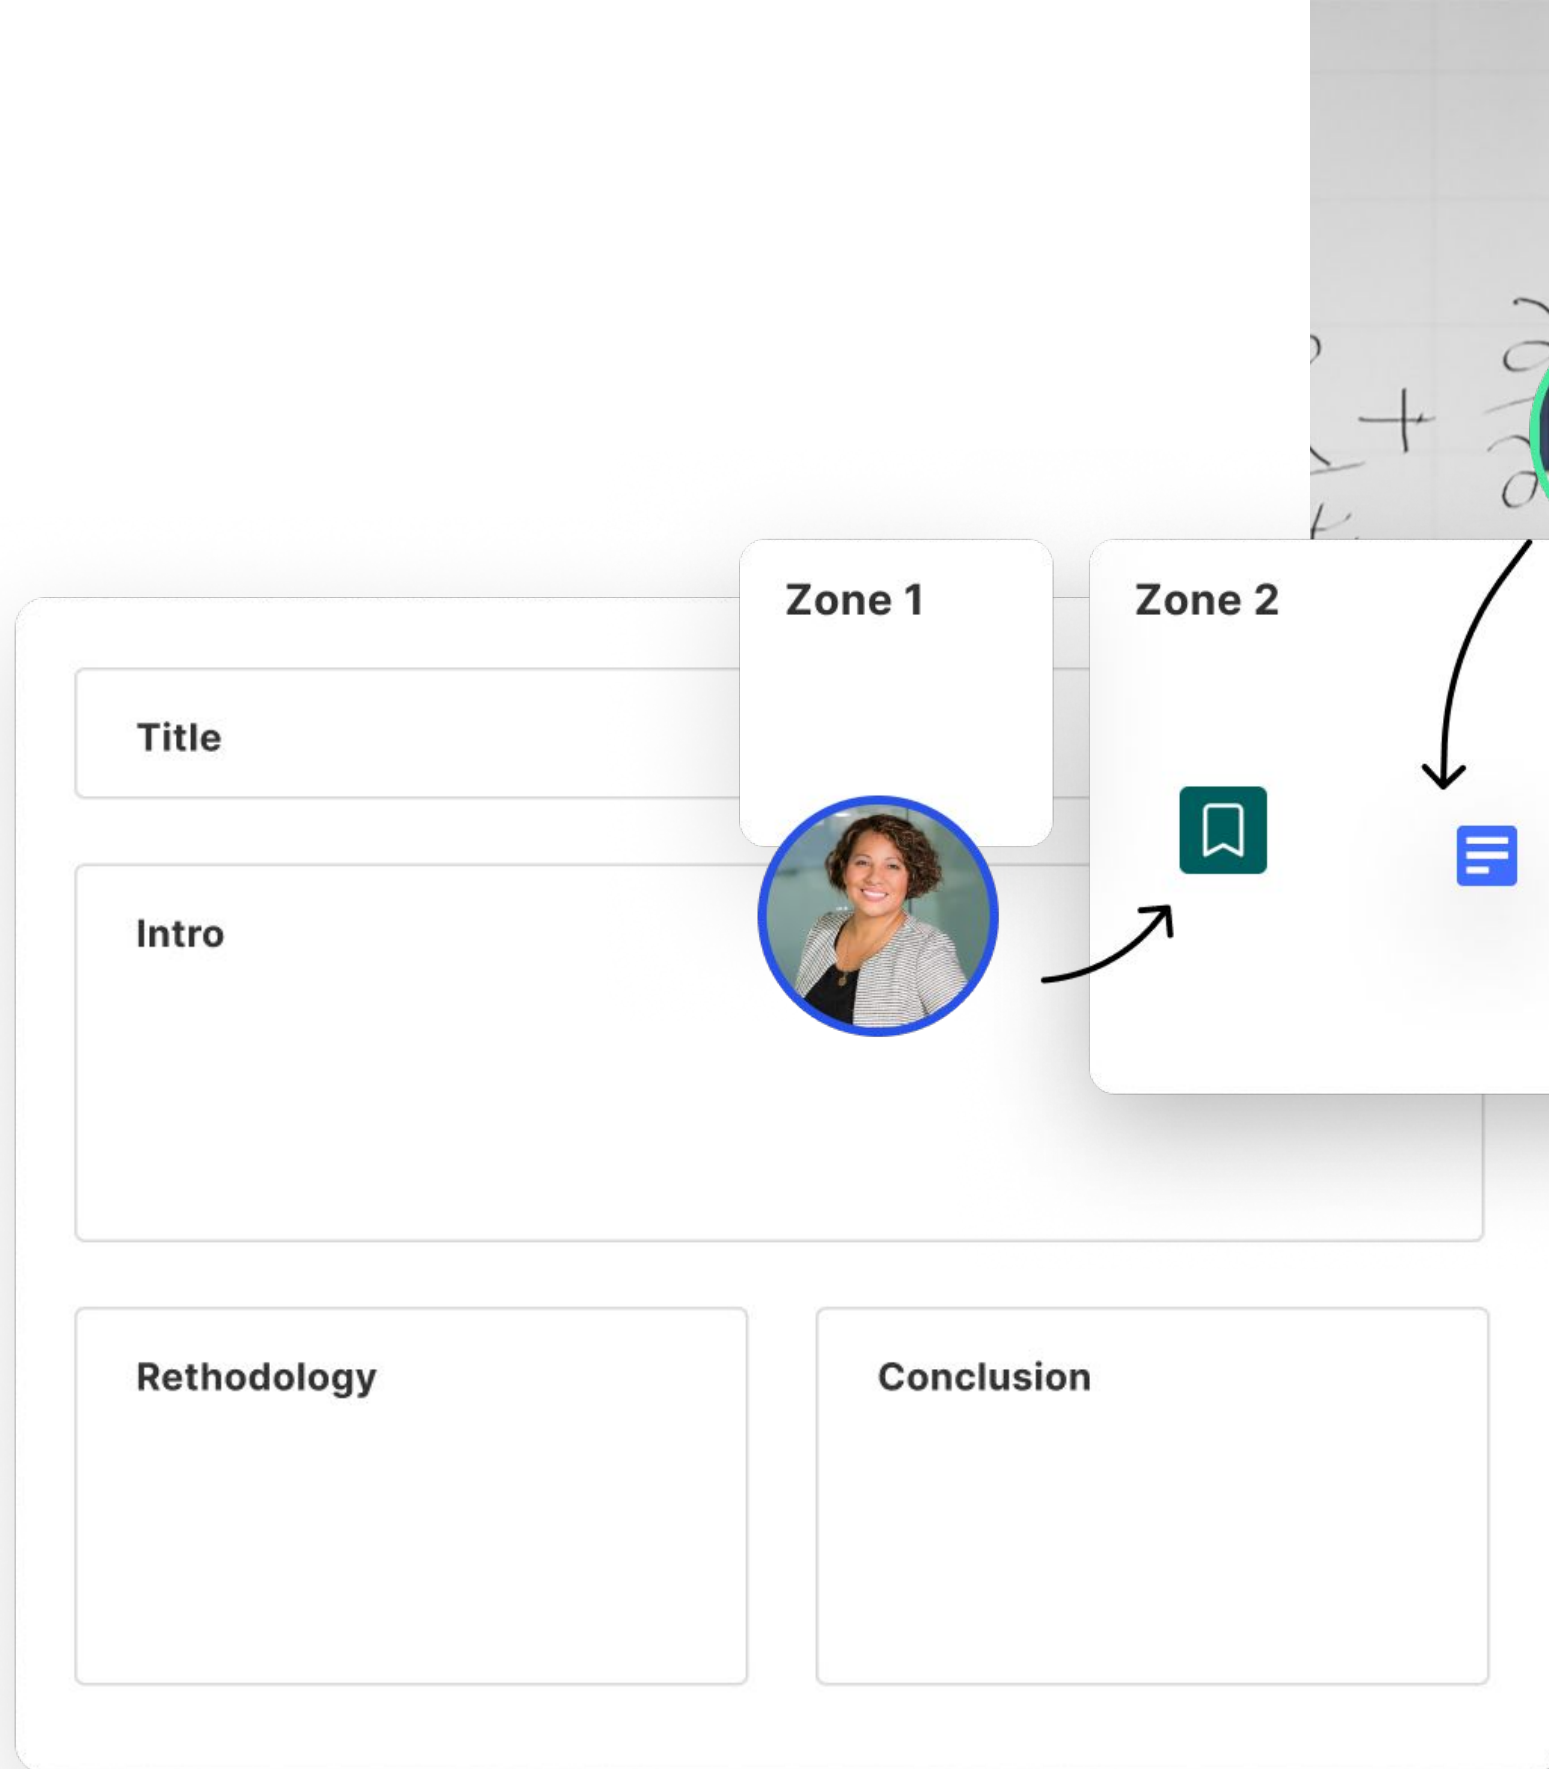 +
Zone 1
Zone 2
Title
Intro
Rethodology
Conclusion